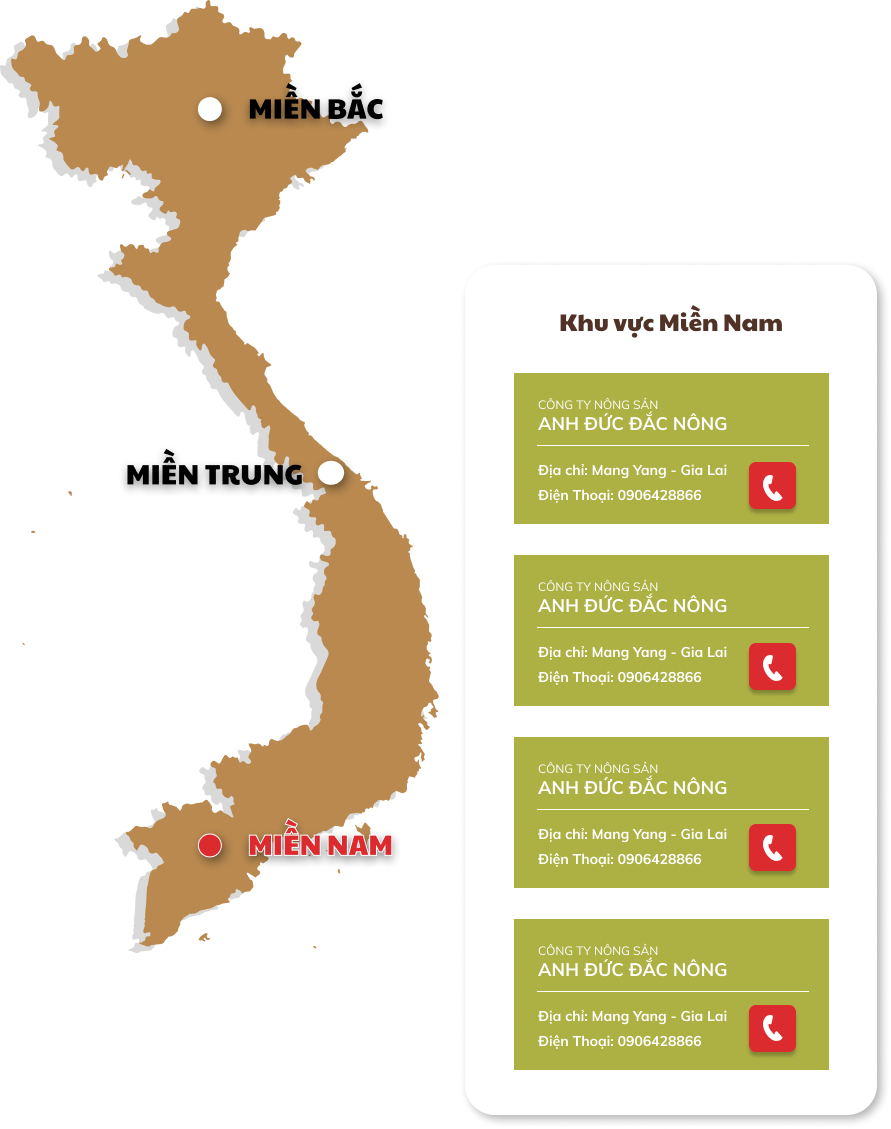 MIỀN BẮC
MIỀN TRUNG
MIỀN NAM
Khu vực Miền Nam
CÔNG TY NÔNG SẢN
ANH ĐỨC ĐẮC NÔNG
Địa chỉ: Mang Yang - Gia Lai
Điện Thoại: 0906428866
CÔNG TY NÔNG SẢN
ANH ĐỨC ĐẮC NÔNG
Địa chỉ: Mang Yang - Gia Lai
Điện Thoại: 0906428866
CÔNG TY NÔNG SẢN
ANH ĐỨC ĐẮC NÔNG
Địa chỉ: Mang Yang - Gia Lai
Điện Thoại: 0906428866
CÔNG TY NÔNG SẢN
ANH ĐỨC ĐẮC NÔNG
Địa chỉ: Mang Yang - Gia Lai
Điện Thoại: 0906428866